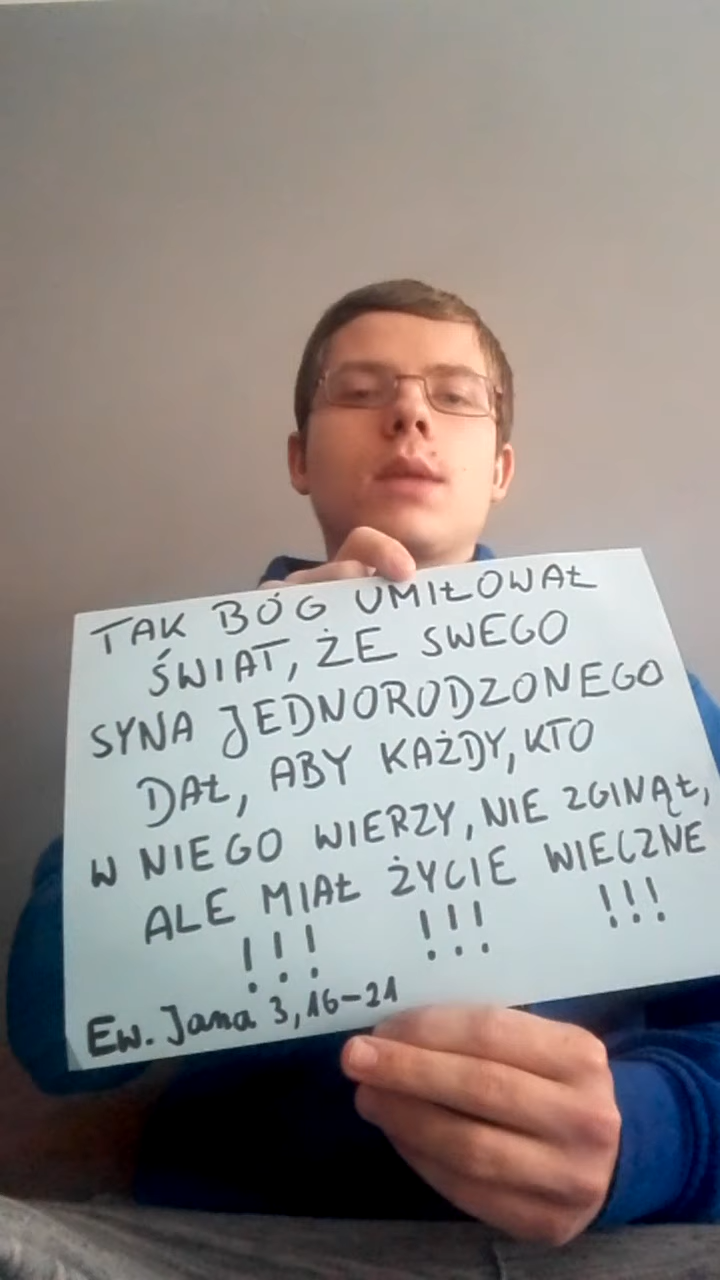 TAK BÓG UMIŁOWAŁ
ŚWIAT, ŻE SWEGO
SYNA JEDNORODZONEGO
DAŁ, ABY KAŻDY, KTO
W NIEGO WIERZY, NIE ZGINĄŁ,
ALE MIAŁ ŻYCIE WIECZNE
!!! !!! !!!
Ew. Jana 3,16-21